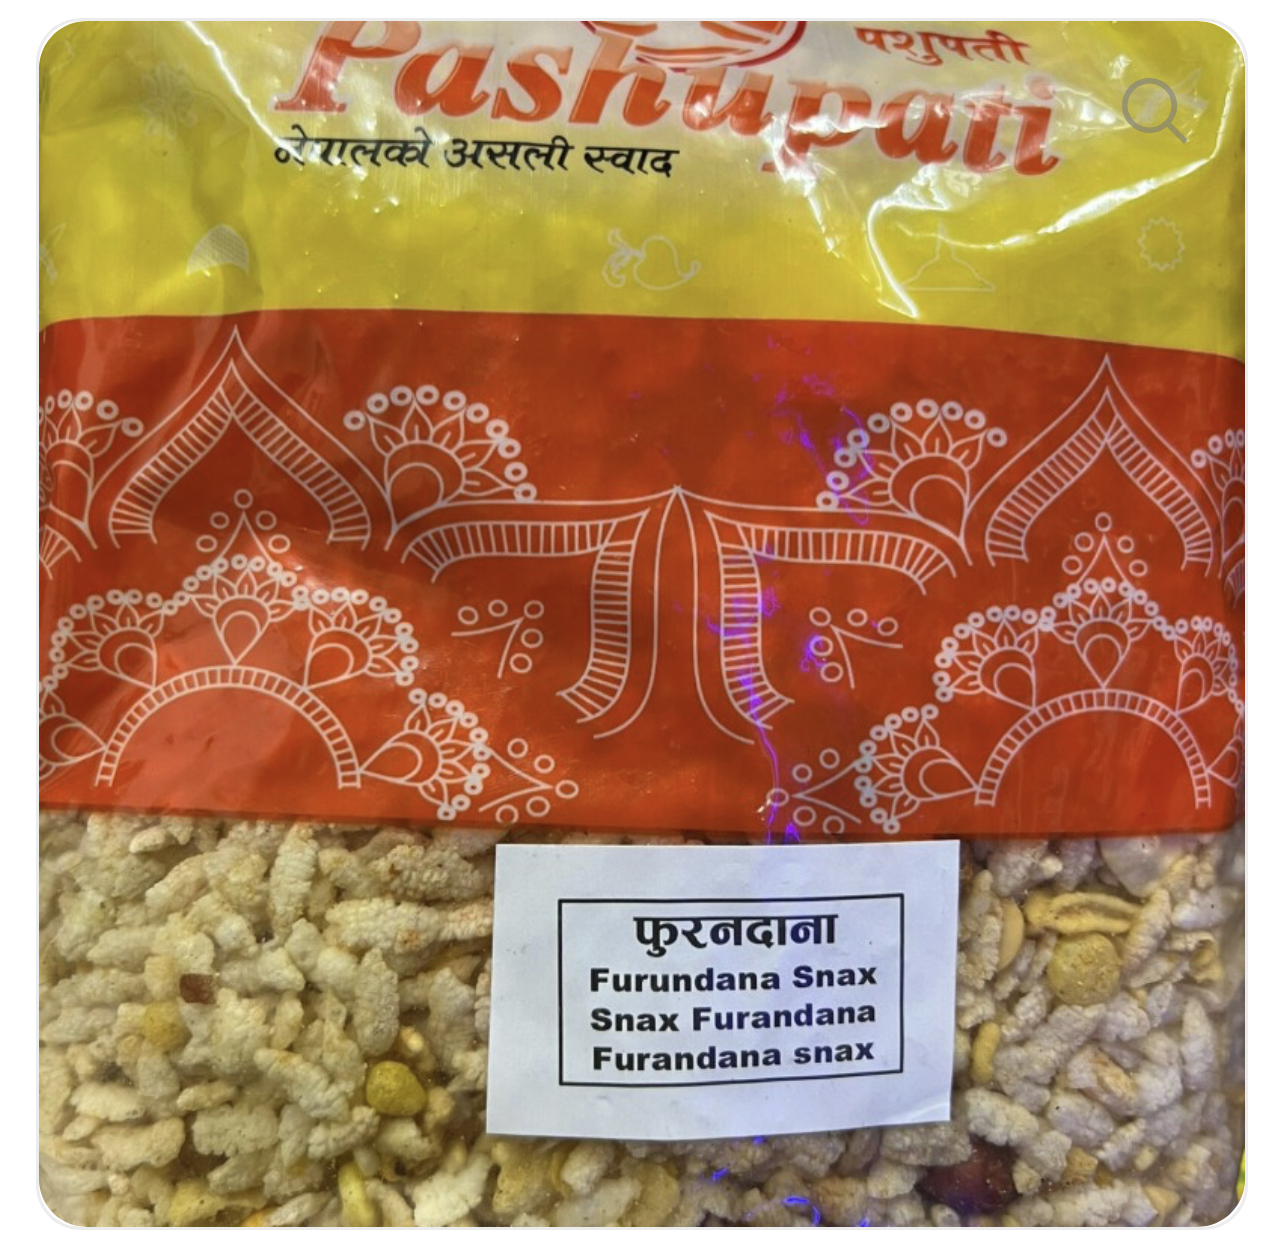 पशुपती
Pashupati
नेपालको असली स्वाद
फुरनदाना
Furundana Snax
Snax Furandana
Furandana snax